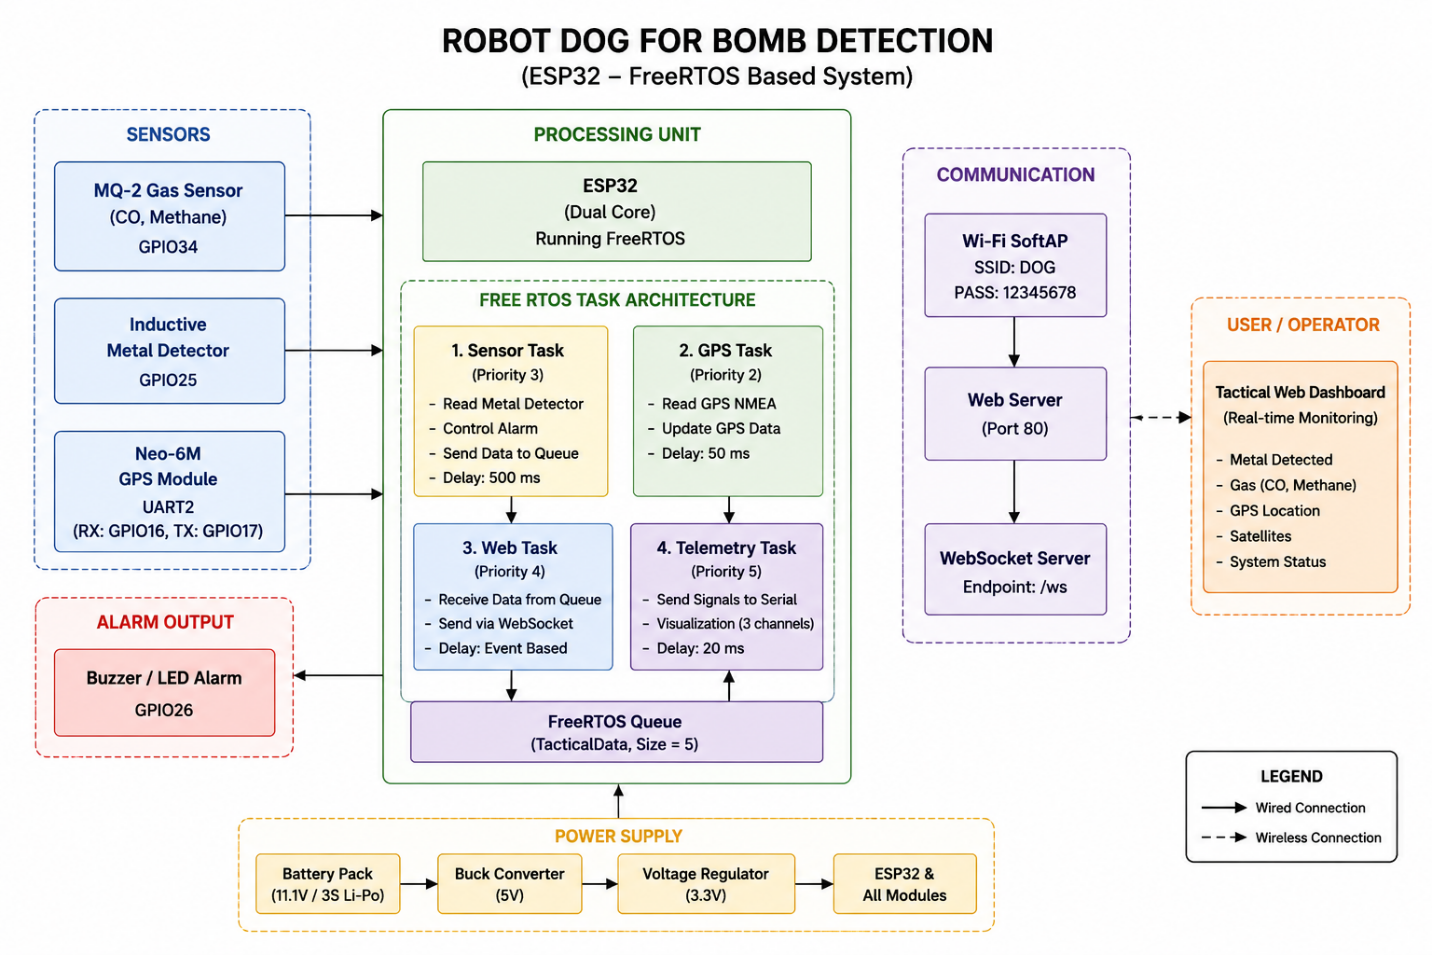 ROBOT DOG FOR BOMB DETECTION
(ESP32 – FreeRTOS Based System)
SENSORS
MQ-2 Gas Sensor
(CO, Methane)
GPIO34
Inductive
Metal Detector
GPIO25
Neo-6M
GPS Module
UART2
(RX: GPIO16, TX: GPIO17)
ALARM OUTPUT
Buzzer / LED Alarm
GPIO26
PROCESSING UNIT
ESP32
(Dual Core)
Running FreeRTOS
FREE RTOS TASK ARCHITECTURE
1. Sensor Task
(Priority 3)
- Read Metal Detector
- Control Alarm
- Send Data to Queue
- Delay: 500 ms
2. GPS Task
(Priority 2)
- Read GPS NMEA
- Update GPS Data
- Delay: 50 ms
3. Web Task
(Priority 4)
- Receive Data from Queue
- Send via WebSocket
- Delay: Event Based
4. Telemetry Task
(Priority 5)
- Send Signals to Serial
- Visualization (3 channels)
- Delay: 20 ms
FreeRTOS Queue
(TacticalData, Size = 5)
COMMUNICATION
Wi-Fi SoftAP
SSID: DOG
PASS: 12345678
Web Server
(Port 80)
WebSocket Server
Endpoint: /ws
USER / OPERATOR
Tactical Web Dashboard
(Real-time Monitoring)
- Metal Detected
- Gas (CO, Methane)
- GPS Location
- Satellites
- System Status
POWER SUPPLY
Battery Pack
(11.1V / 3S Li-Po)
Buck Converter
(5V)
Voltage Regulator
(3.3V)
ESP32 &
All Modules
LEGEND
Wired Connection
Wireless Connection